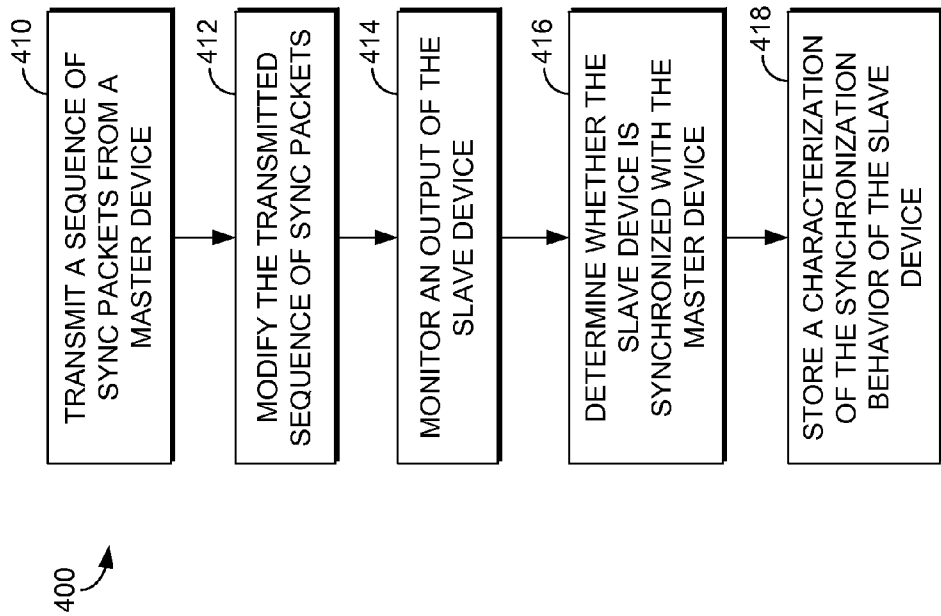 400
410
TRANSMIT A SEQUENCE OF
SYNC PACKETS FROM A
MASTER DEVICE
412
MODIFY THE TRANSMITTED
SEQUENCE OF SYNC PACKETS
414
MONITOR AN OUTPUT OF THE
SLAVE DEVICE
416
DETERMINE WHETHER THE
SLAVE DEVICE IS
SYNCHRONIZED WITH THE
MASTER DEVICE
418
STORE A CHARACTERIZATION
OF THE SYNCHRONIZATION
BEHAVIOR OF THE SLAVE
DEVICE